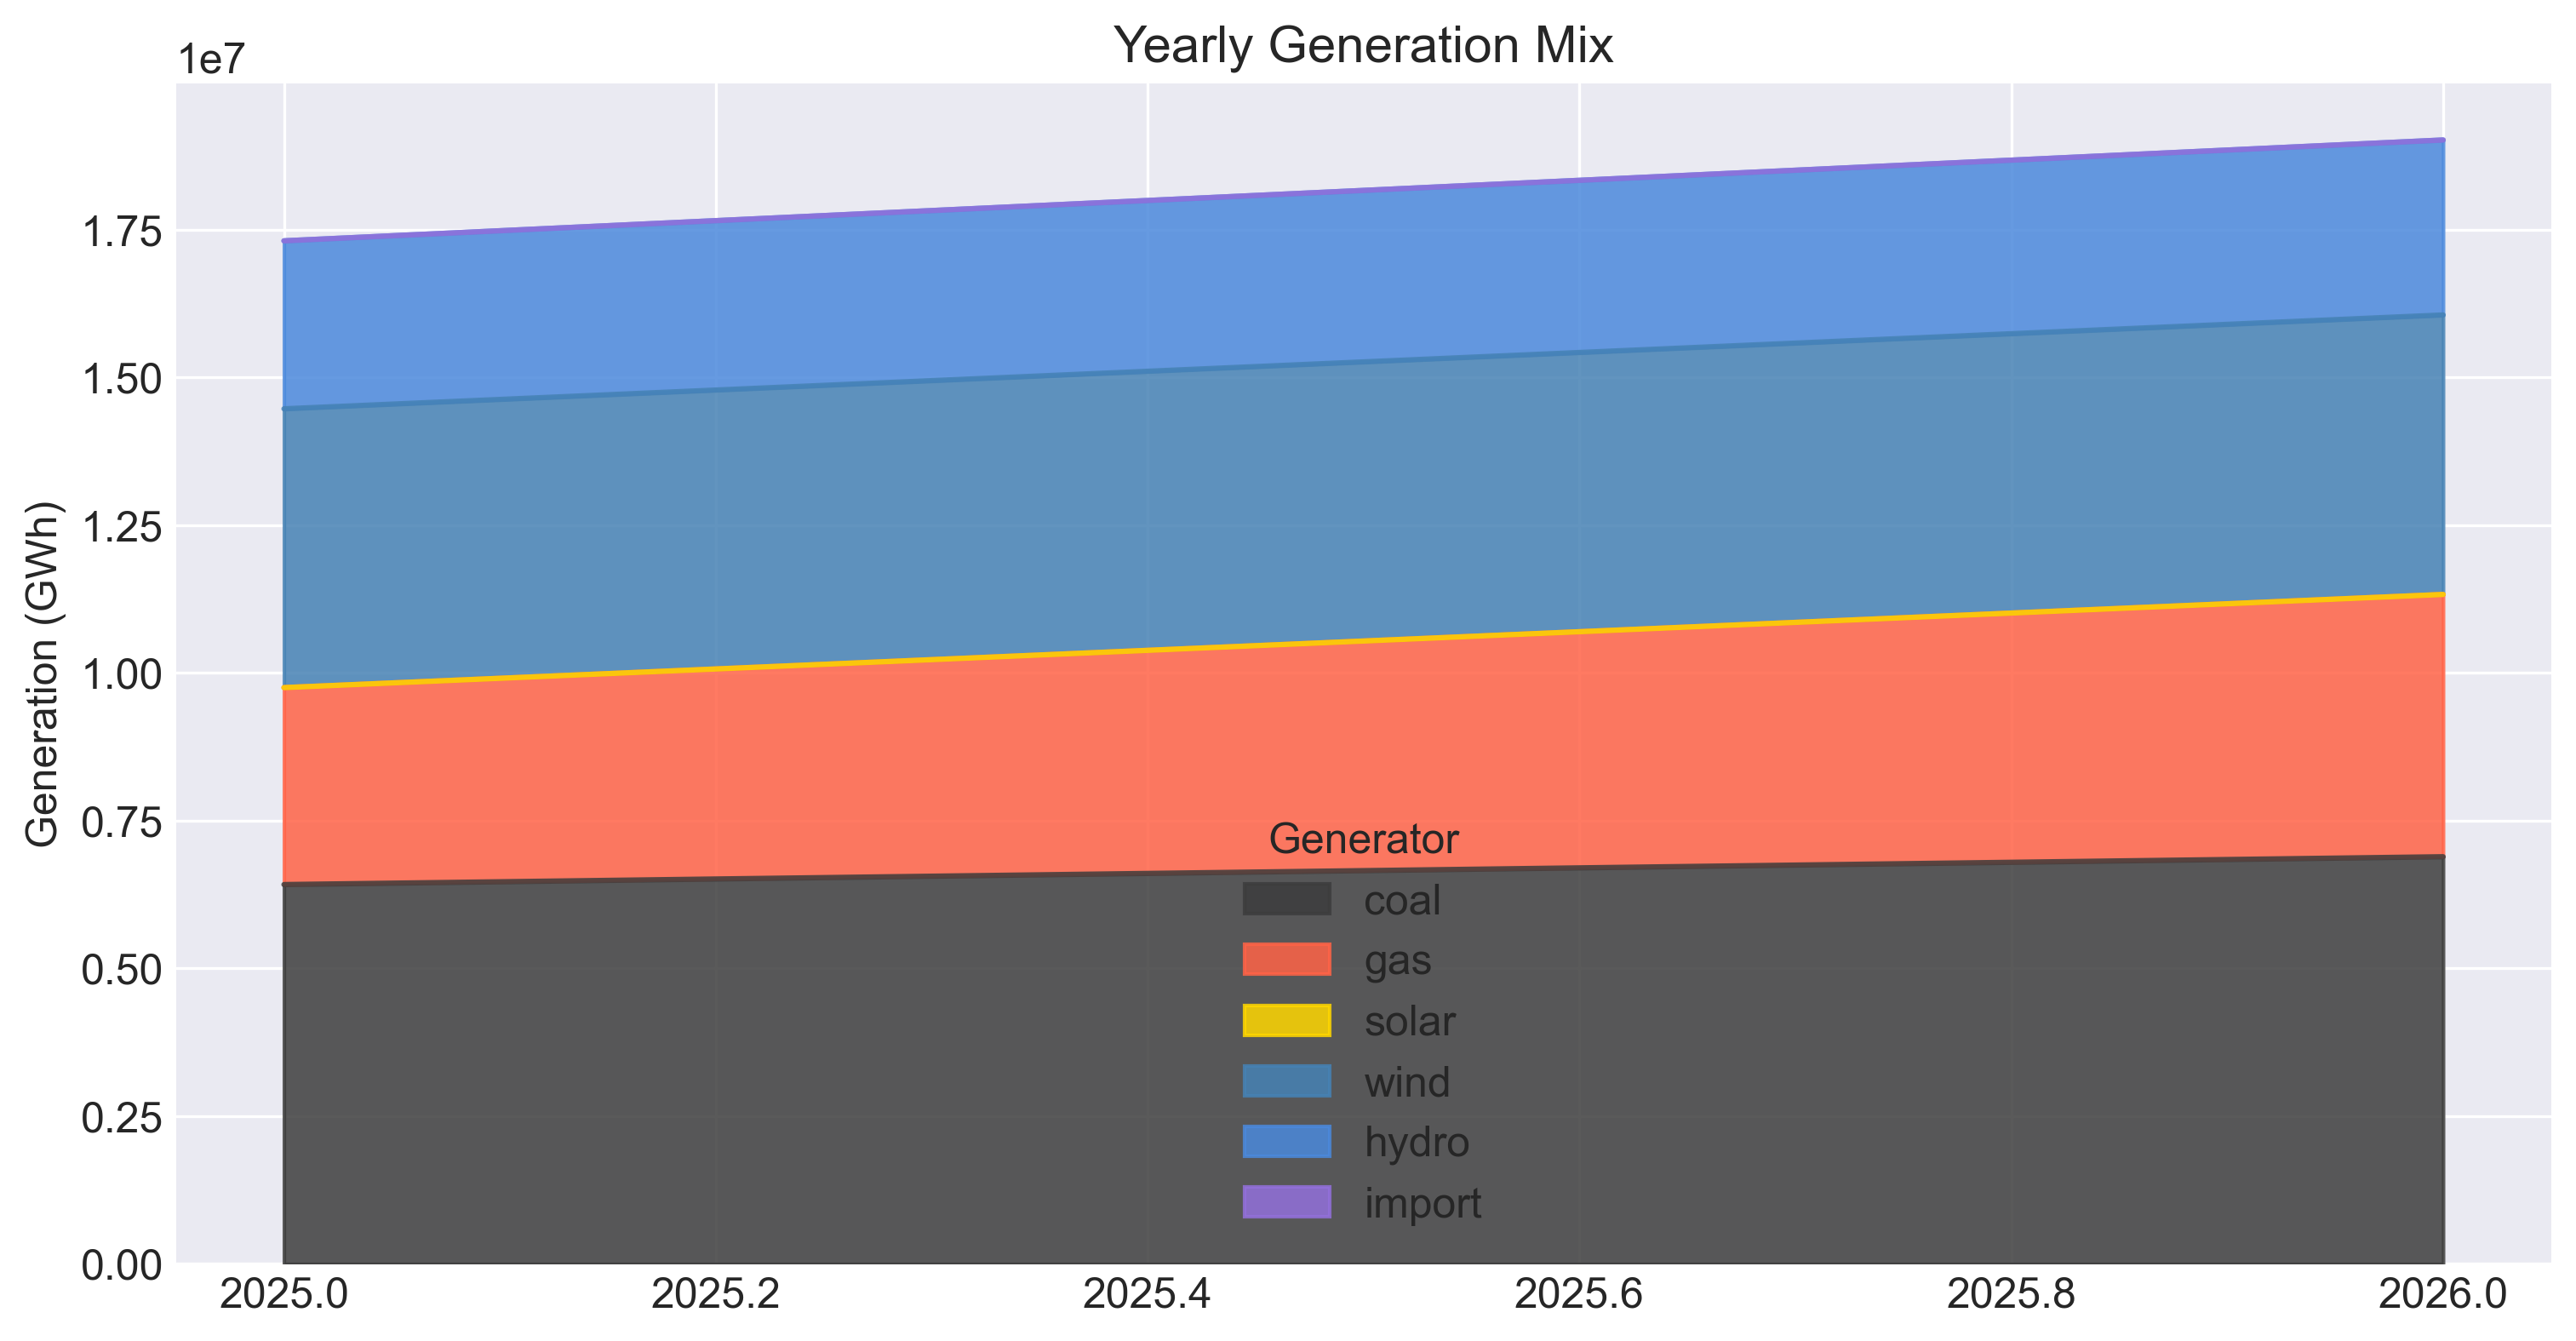 Yearly Generation Mix
1e7
1.75
1.50
1.25
1.00
0.75
0.50
0.25
0.00
Generation (GWh)
Generator
coal
gas
solar
wind
hydro
import
2025.0 2025.2 2025.4 2025.6 2025.8 2026.0